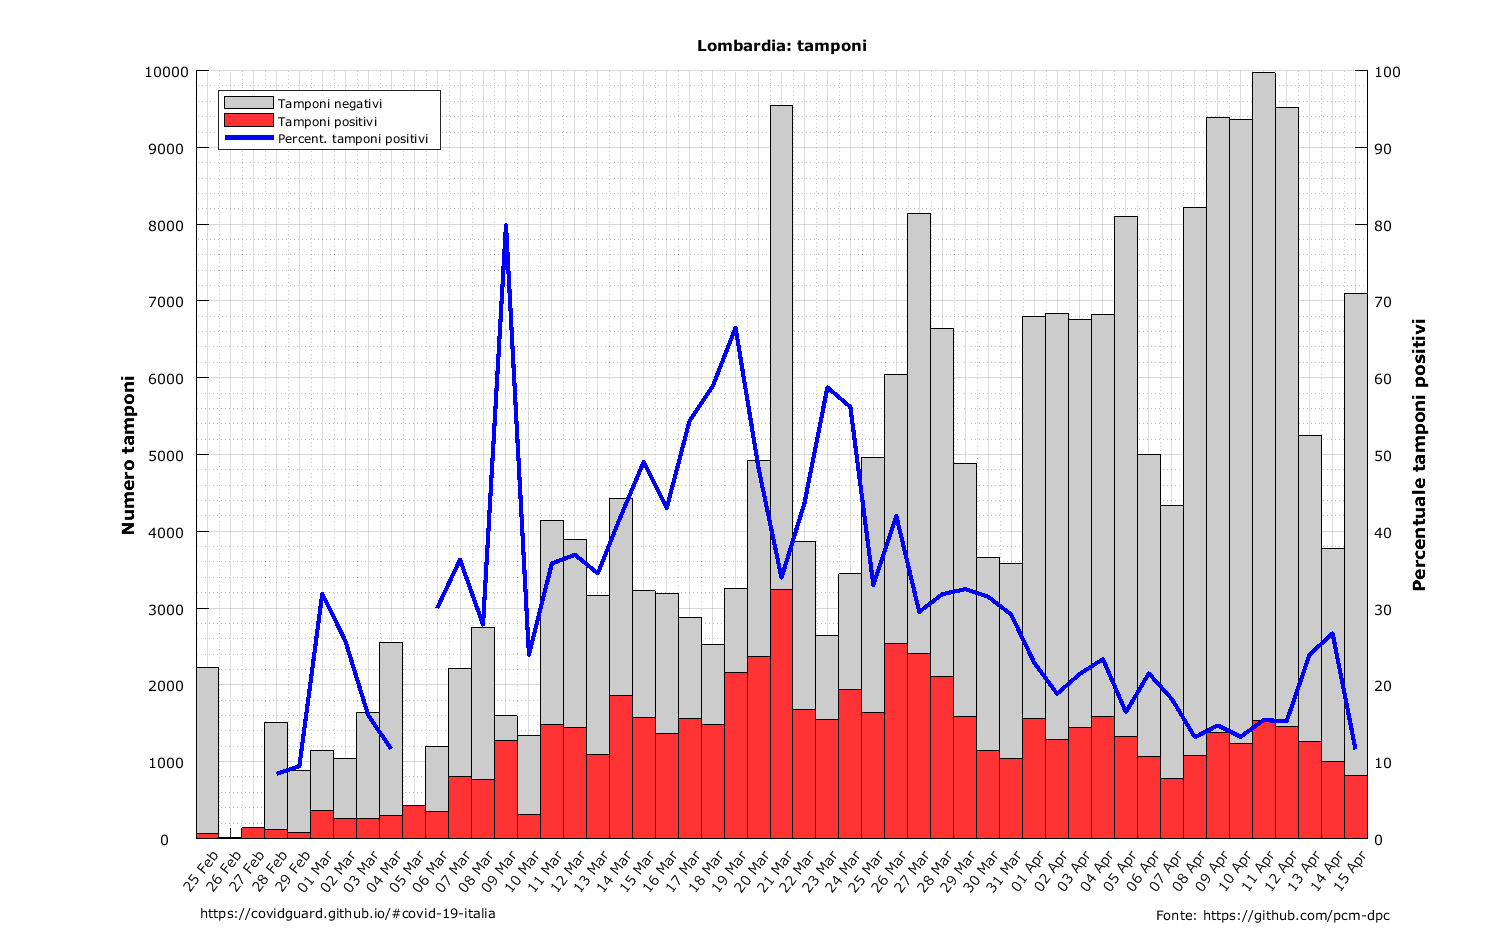 Lombardia: tamponi
10000
9000
8000
7000
6000
5000
4000
3000
2000
1000
0
Numero tamponi
Tamponi negativi
Tamponi positivi
Percent. tamponi positivi
100
90
80
70
60
50
40
30
20
10
0
Percentuale tamponi positivi
25 Feb
26 Feb
27 Feb
28 Feb
29 Feb
01 Mar
02 Mar
03 Mar
04 Mar
05 Mar
06 Mar
07 Mar
08 Mar
09 Mar
10 Mar
11 Mar
12 Mar
13 Mar
14 Mar
15 Mar
16 Mar
17 Mar
18 Mar
19 Mar
20 Mar
21 Mar
22 Mar
23 Mar
24 Mar
25 Mar
26 Mar
27 Mar
28 Mar
29 Mar
30 Mar
31 Mar
01 Apr
02 Apr
03 Apr
04 Apr
05 Apr
06 Apr
07 Apr
08 Apr
09 Apr
10 Apr
11 Apr
12 Apr
13 Apr
14 Apr
15 Apr
https://covidguard.github.io/#covid-19-italia
Fonte: https://github.com/pcm-dpc